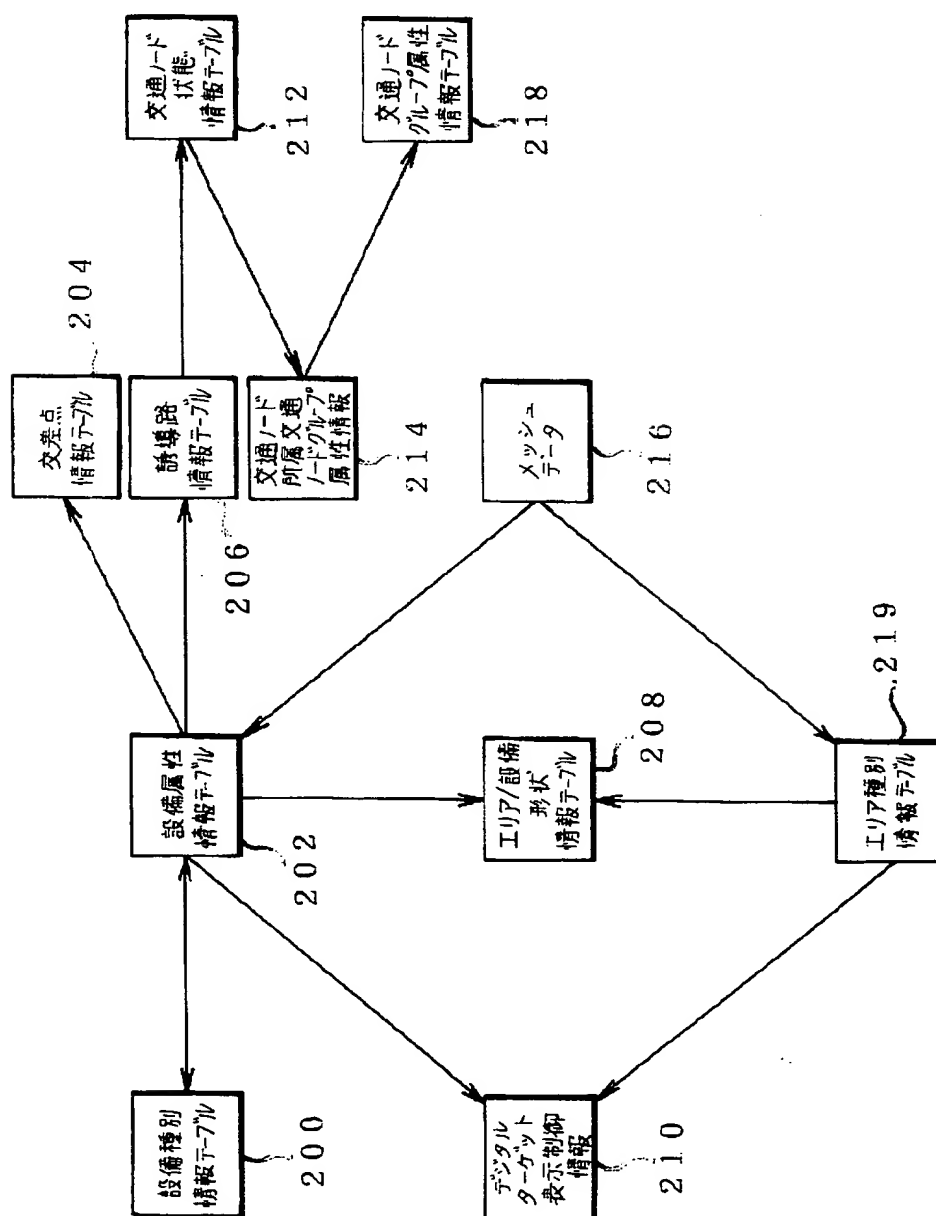 設備種別
情報テーブル
200
設備属性
情報テーブル
202
交差点
情報テーブル
204
誘導路
情報テーブル
206
交通ノード
状態
情報テーブル
212
交通ノード
所属交通
ノードグループ
属性情報
214
交通ノード
グループ属性
情報テーブル
218
デジタル
ターゲット
表示制御
情報
210
エリア/設備
形状
情報テーブル
208
メッシュ
データ
216
エリア種別
情報テーブル
219